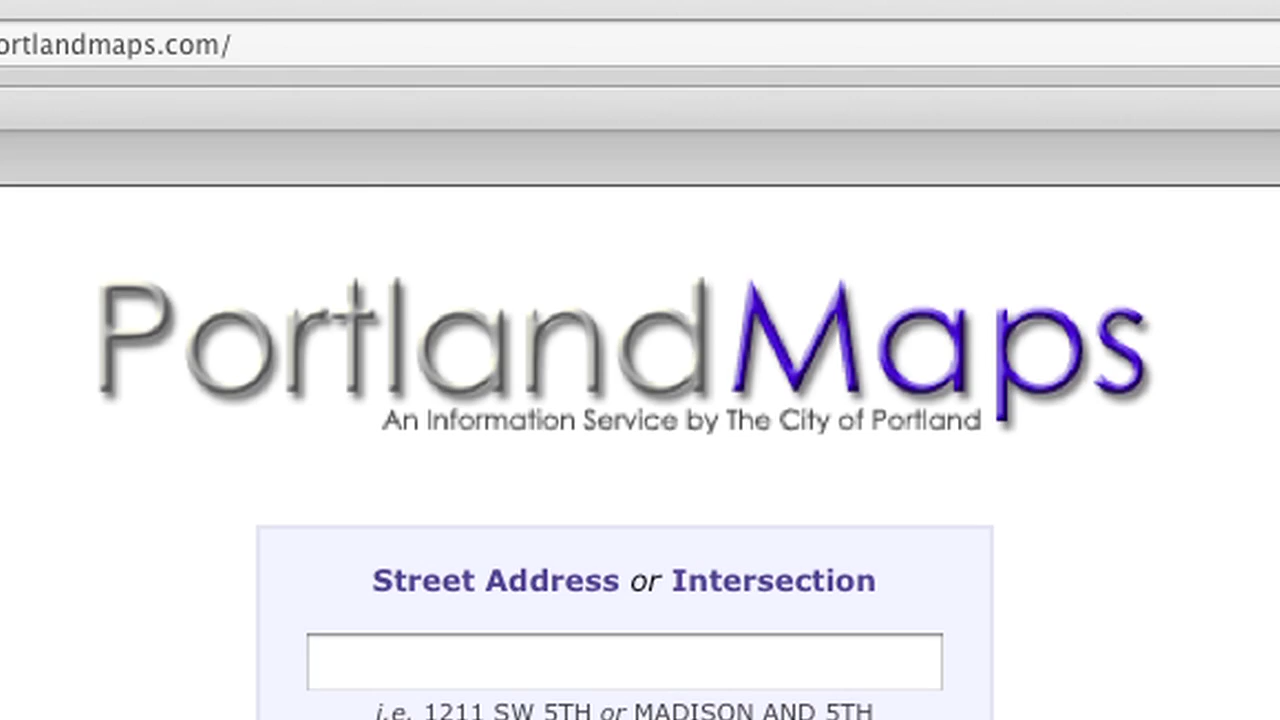 ortlandmaps.com/
PortlandMaps
An Information Service by The City of Portland
Street Address or Intersection
i.e. 1211 SW 5TH or MADISON AND 5TH